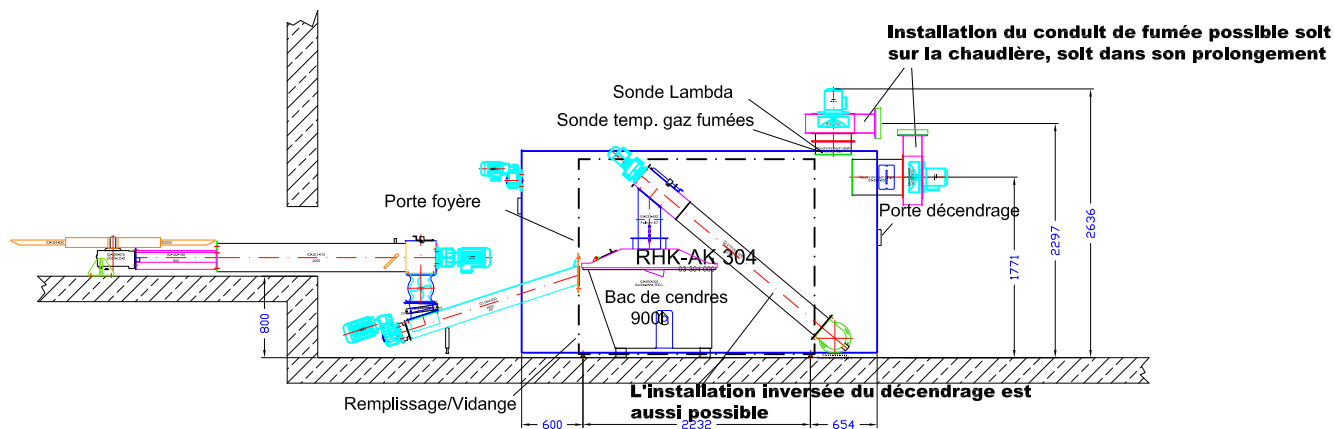 Installation du conduit de fumée possible soit
sur la chaudière, soit dans son prolongement
Sonde Lambda
Sonde temp. gaz fumées
Porte foyère
Porte décendrage
RHK-AK 304
Bac de cendres
900l
800
1771
2297
2636
Remplissage/Vidange
L'installation inversée du décendrage est
aussi possible
600
2232
654